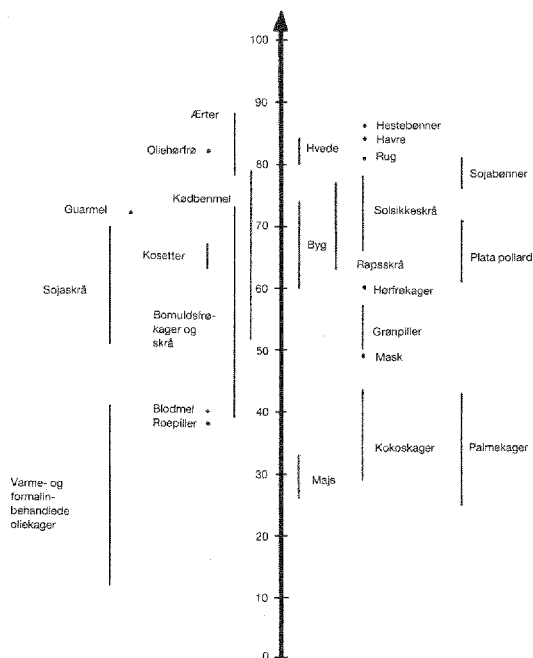 100
90
80
70
60
50
40
30
20
10
0
Ærter
Oliehørfrø
Kødbenmel
Guarmel
Kosetter
Sojaskrå
Bomuldsfrø-
kager og
skrå
Blodmel
Roepiller
Varme- og
formalin-
behandlede
oliekager
Hvede
Byg
Majs
Hestebønner
Havre
Rug
Solsikkeskrå
Rapsskrå
Hørfrøkager
Grønpiller
Mask
Kokoskager
Sojabønner
Plata pollard
Palmekager